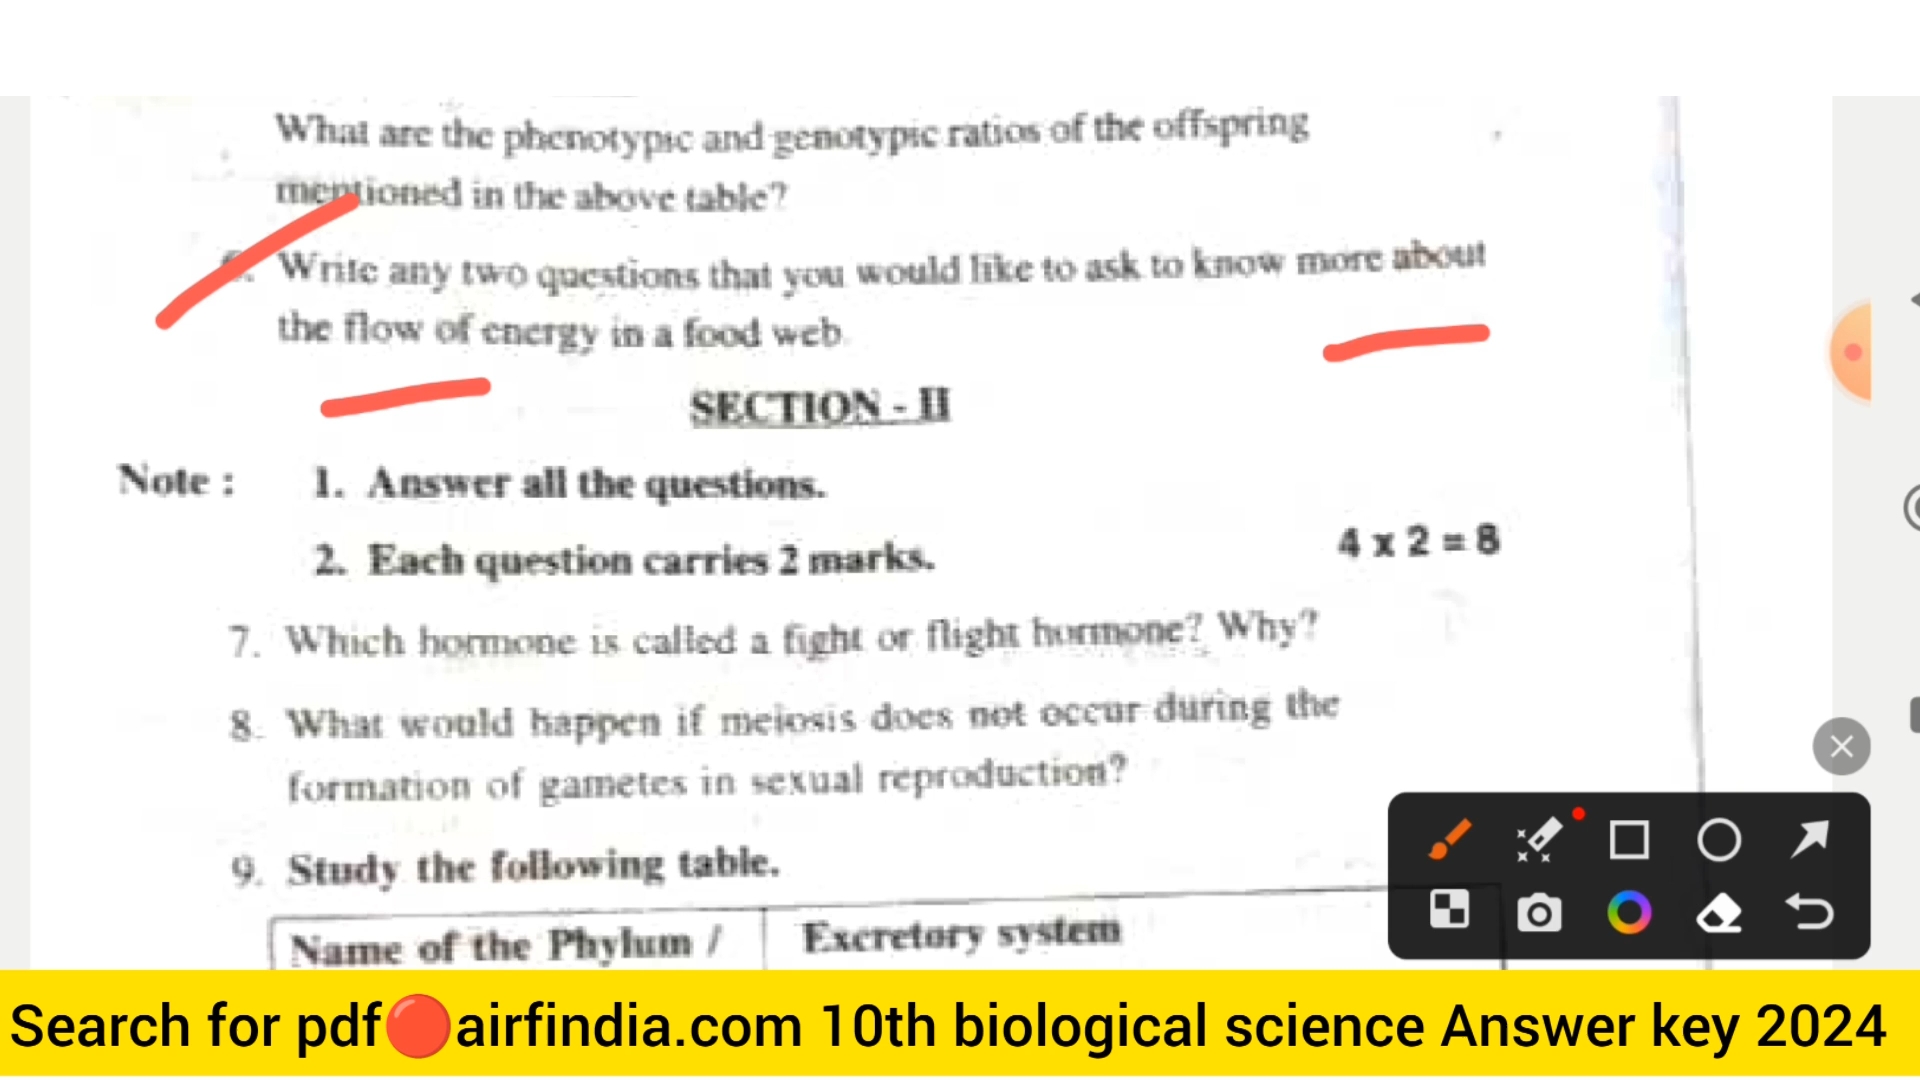 What are the phenotypic and genotypic ratios of the offspring
mentioned in the above table?
6. Write any two questions that you would like to ask to know more about
the flow of energy in a food web.
SECTION - II
Note : 1. Answer all the questions.
2. Each question carries 2 marks.
4 x 2 = 8
7. Which hormone is called a fight or flight hormone? Why?
8. What would happen if meiosis does not occur during the
formation of gametes in sexual reproduction?
9. Study the following table.
Name of the Phylum / Excretory system
Search for pdf🔴airfindia.com 10th biological science Answer key 2024